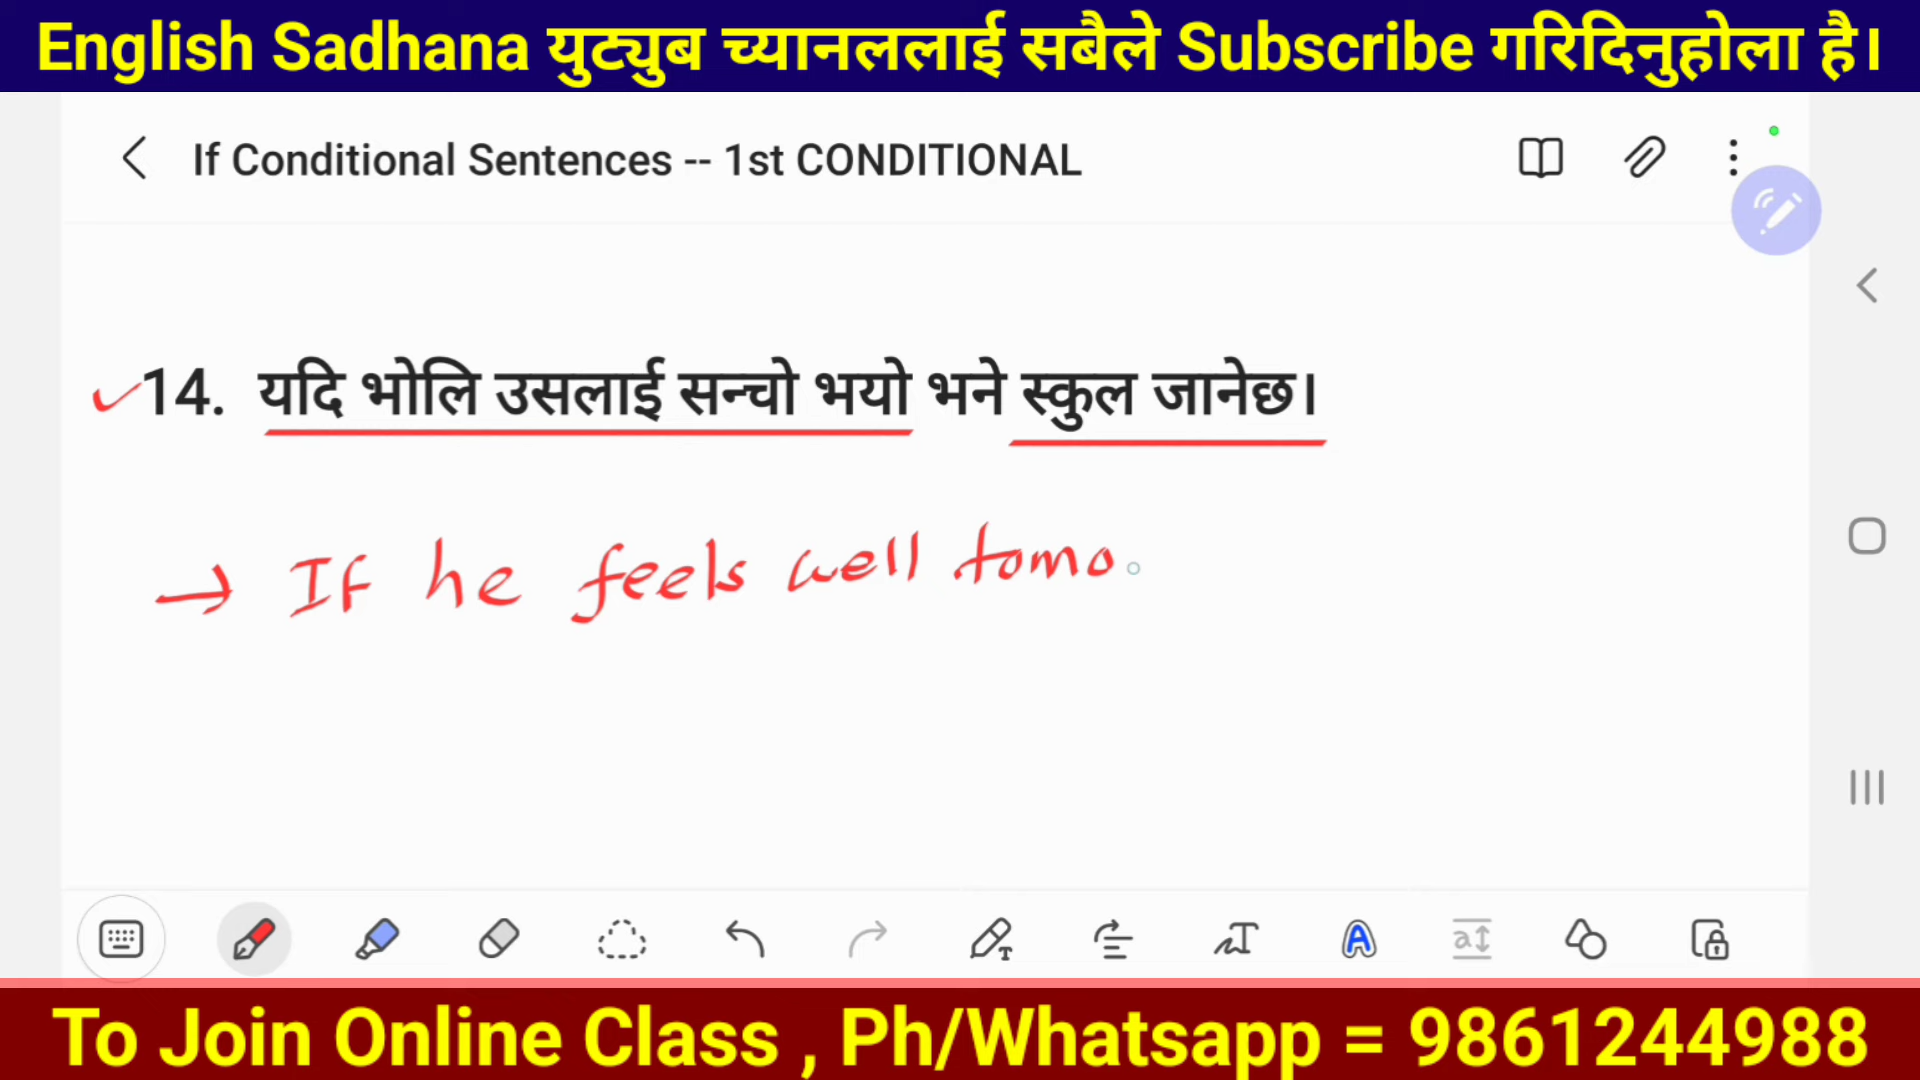 English Sadhana युट्युब च्यानललाई सबैले Subscribe गरिदिनुहोला है।
If Conditional Sentences -- 1st CONDITIONAL
14. यदि भोलि उसलाई सन्चो भयो भने स्कुल जानेछ।
→ If he feels well tomo
To Join Online Class , Ph/Whatsapp = 9861244988